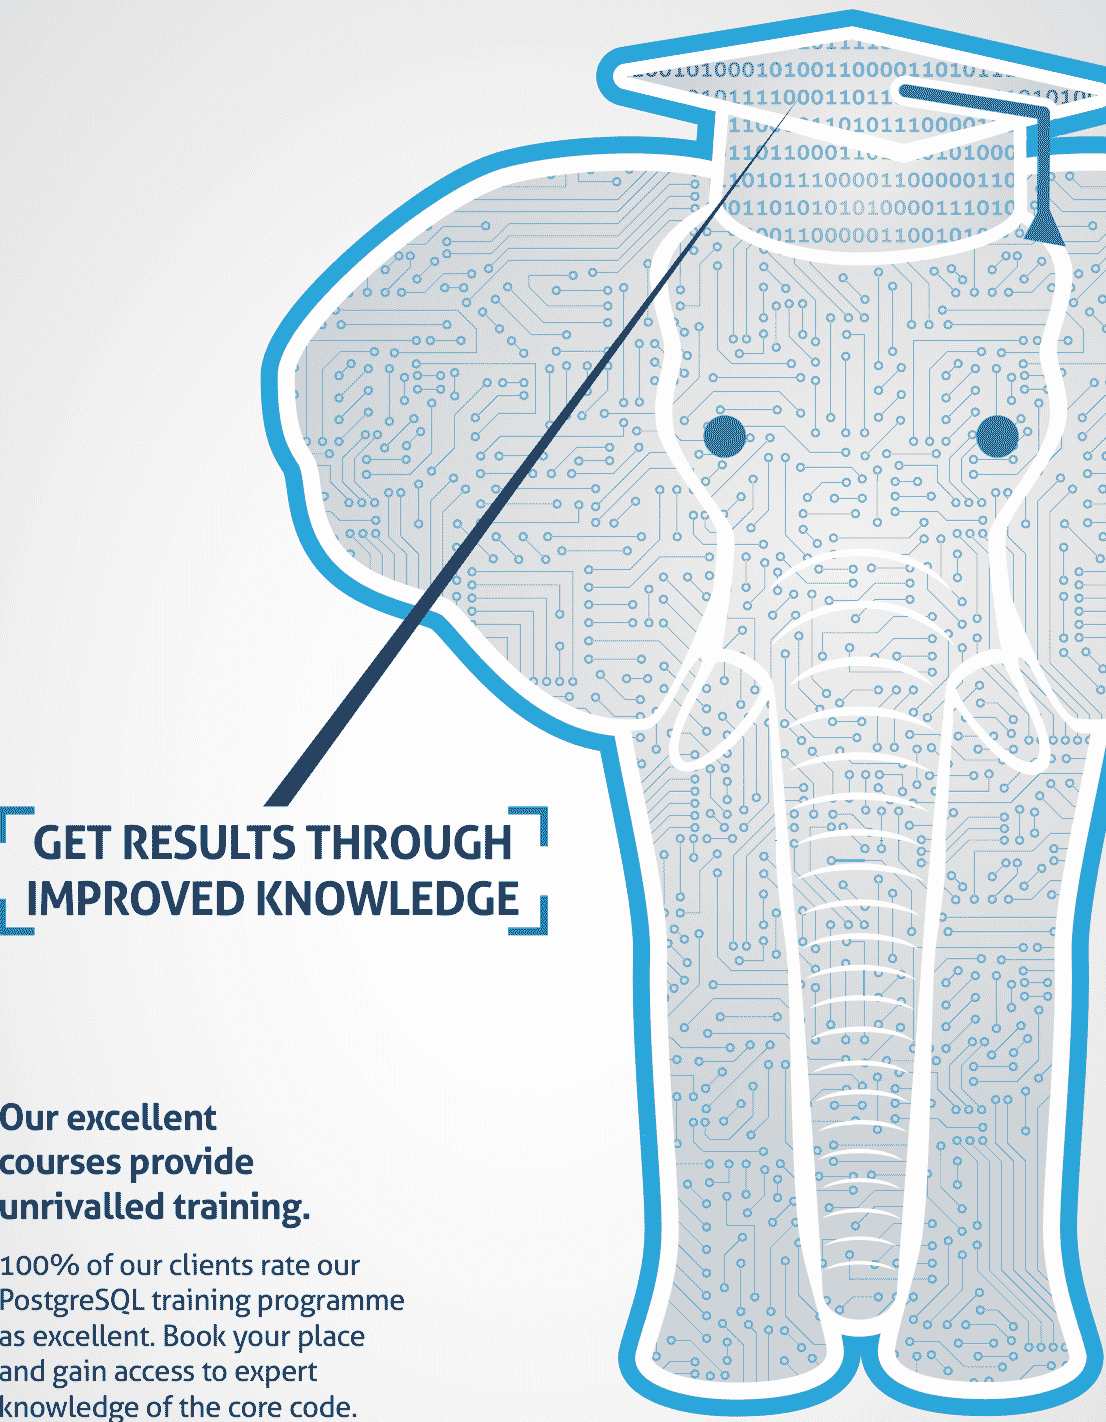 GET RESULTS THROUGH
IMPROVED KNOWLEDGE
Our excellent
courses provide
unrivalled training.
100% of our clients rate our
PostgreSQL training programme
as excellent. Book your place
and gain access to expert
knowledge of the core code.